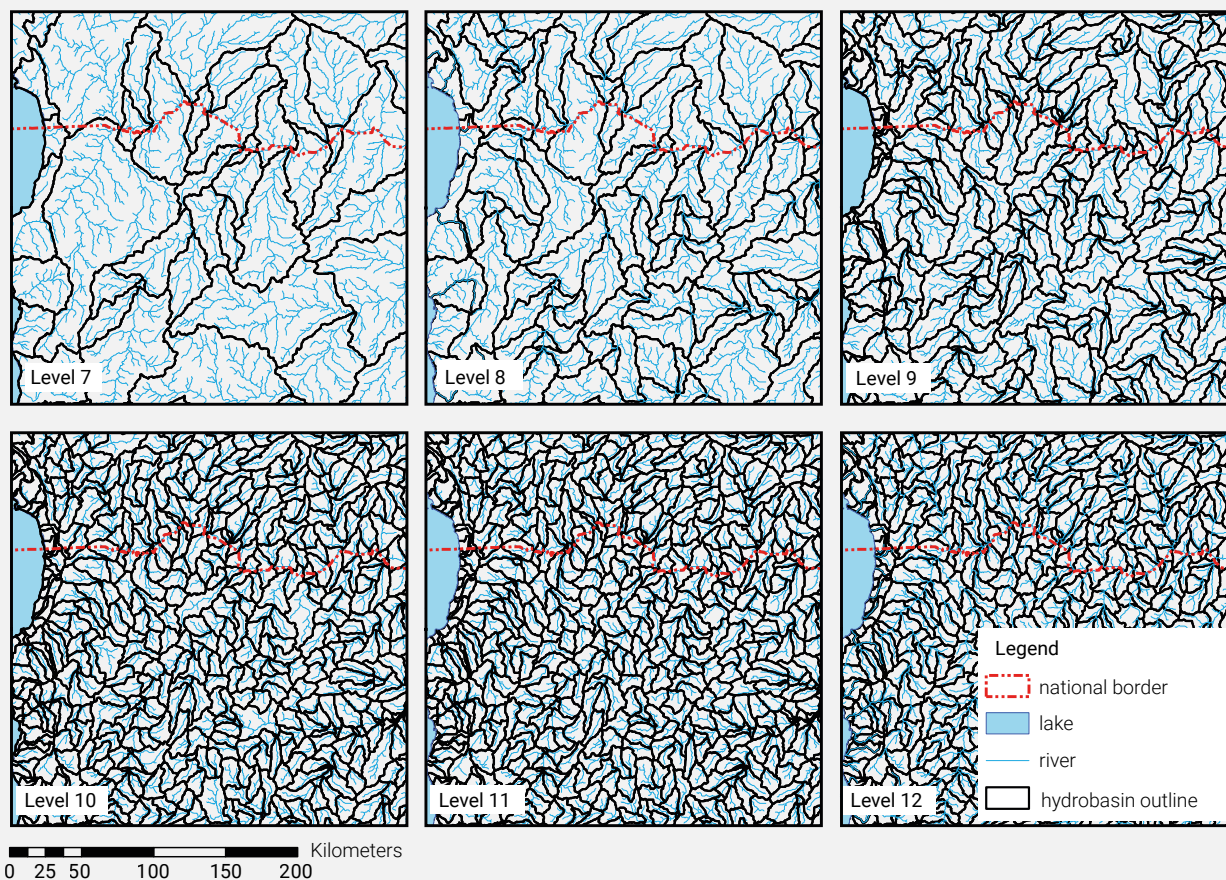 Level 7
Level 8
Level 9
Level 10
Level 11
Level 12
Legend
national border
lake
river
hydrobasin outline
Kilometers
0 25 50 100 150 200